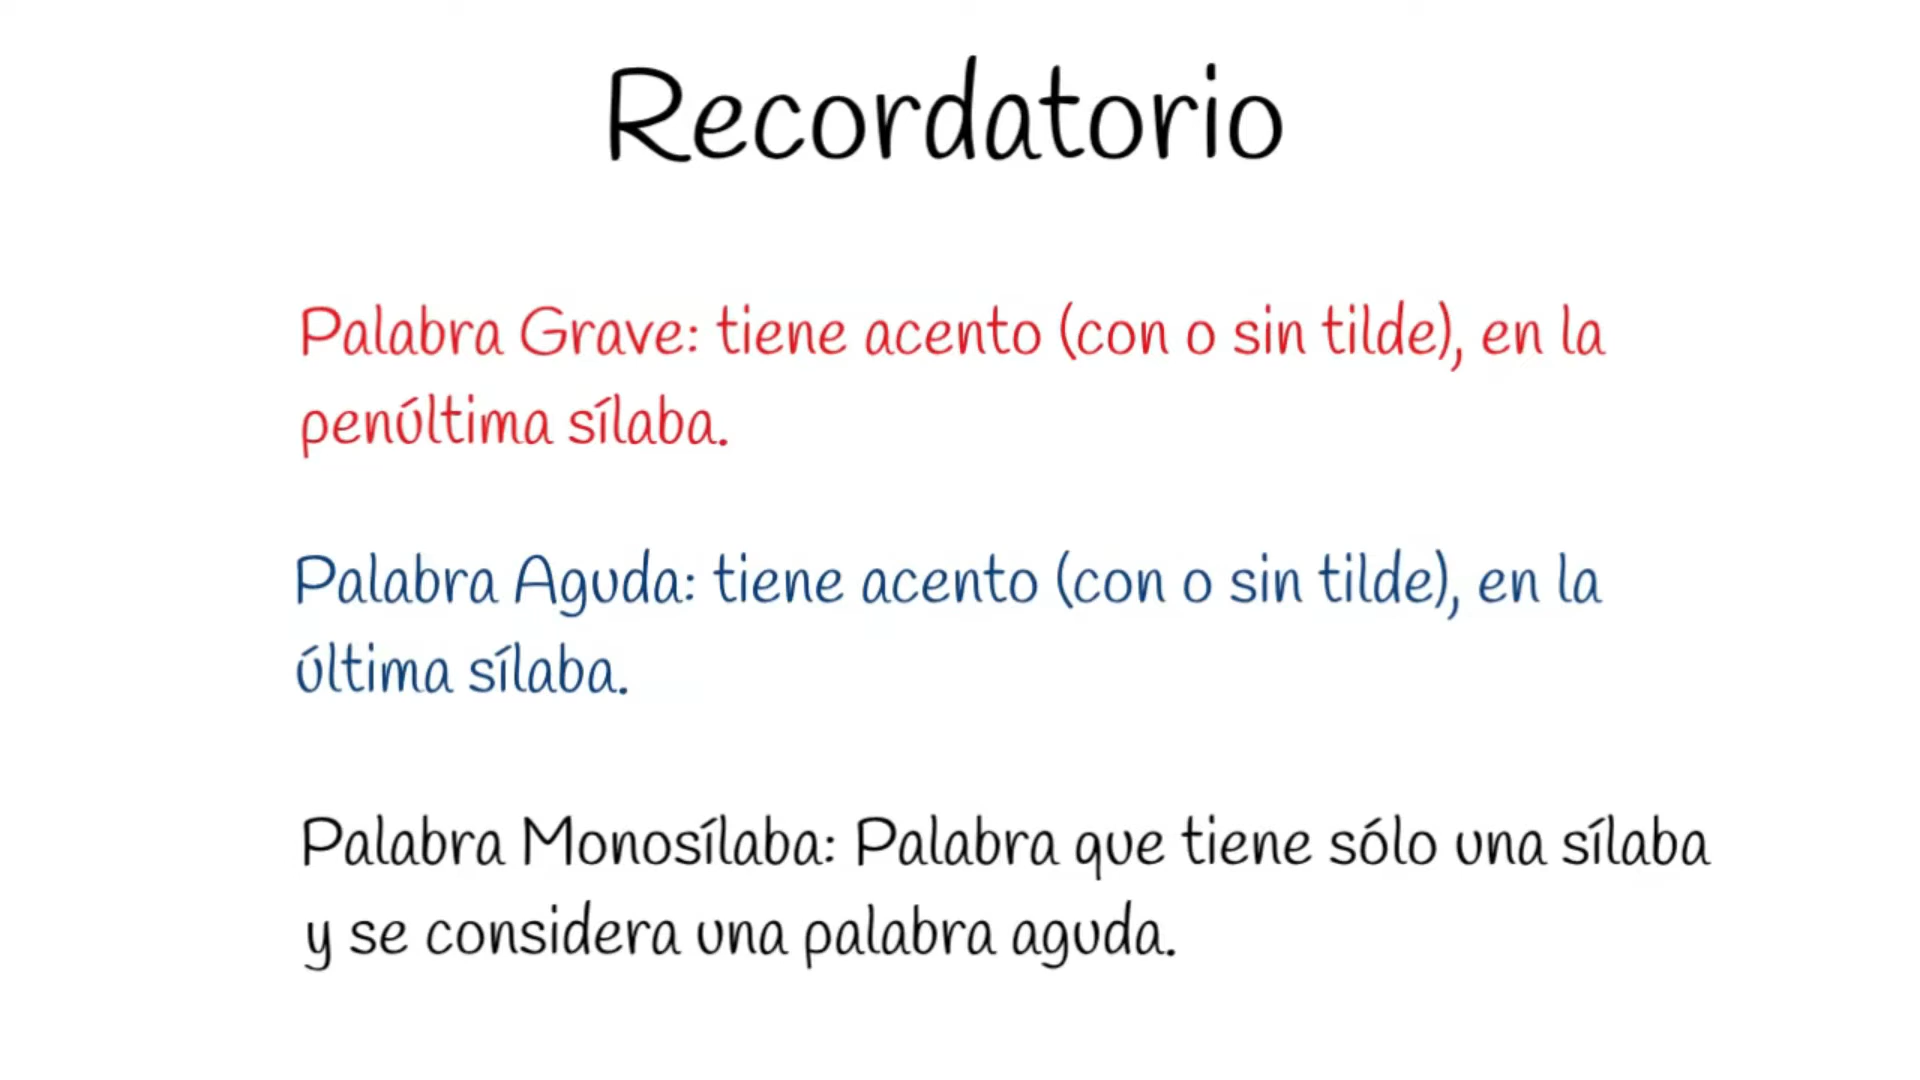 Recordatorio
Palabra Grave: tiene acento (con o sin tilde), en la
penúltima sílaba.
Palabra Aguda: tiene acento (con o sin tilde), en la
última sílaba.
Palabra Monosílaba: Palabra que tiene sólo una sílaba
y se considera una palabra aguda.